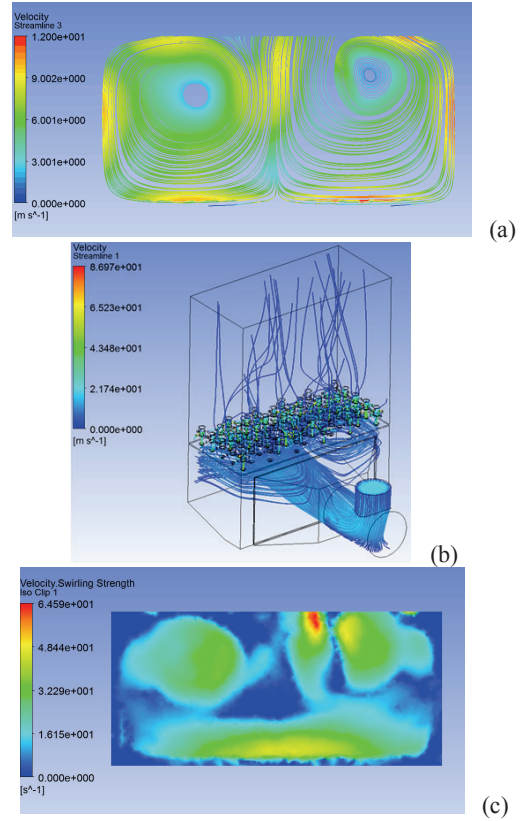 Velocity
Streamline 3
1.200e+001
9.002e+000
6.001e+000
3.001e+000
0.000e+000
[m s^-1]
(a)
Velocity
Streamline 1
8.697e+001
6.523e+001
4.348e+001
2.174e+001
0.000e+000
[m s^-1]
(b)
Velocity.Swirling Strength
Iso Clip 1
6.459e+001
4.844e+001
3.229e+001
1.615e+001
0.000e+000
[s^-1]
(c)